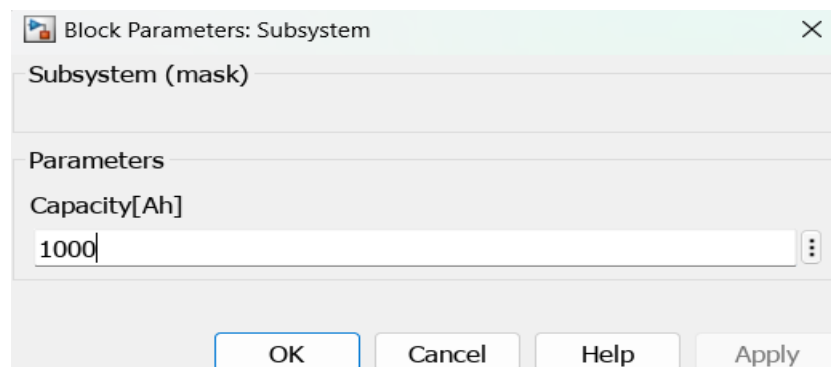 Block Parameters: Subsystem
Subsystem (mask)
Parameters
Capacity[Ah]
1000
OK Cancel Help Apply